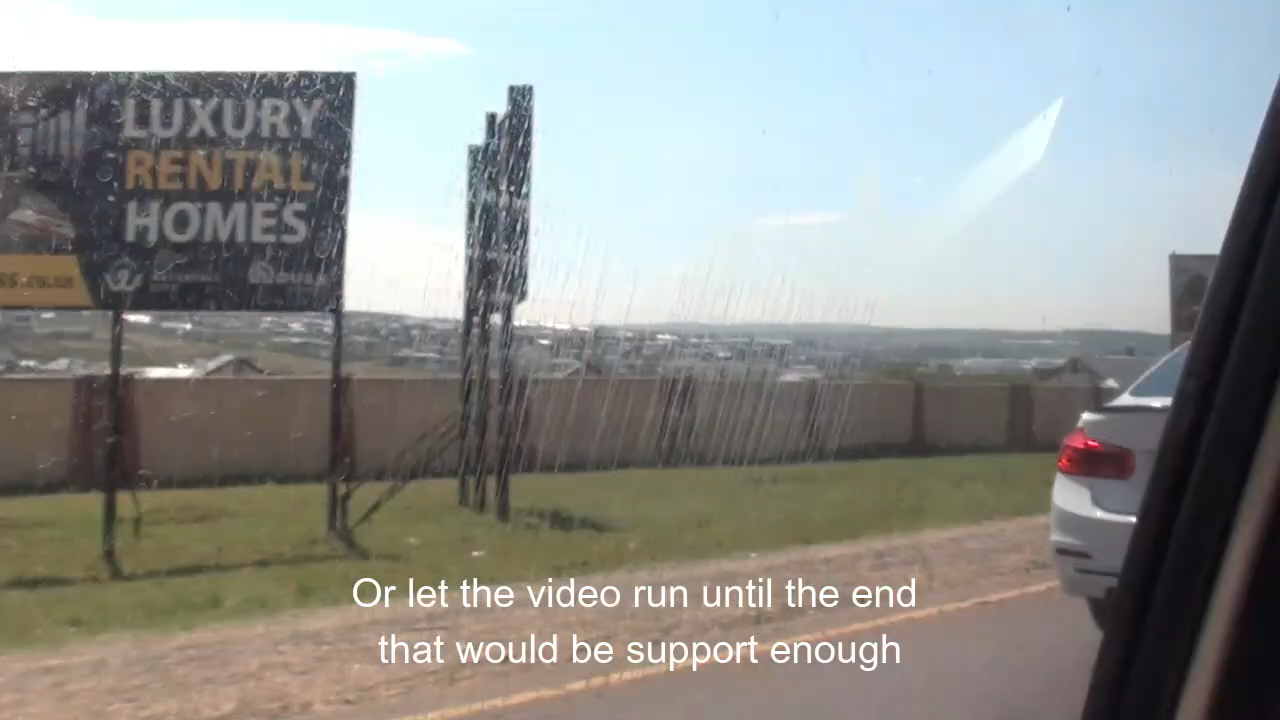 LUXURY
RENTAL
HOMES
Or let the video run until the end
that would be support enough